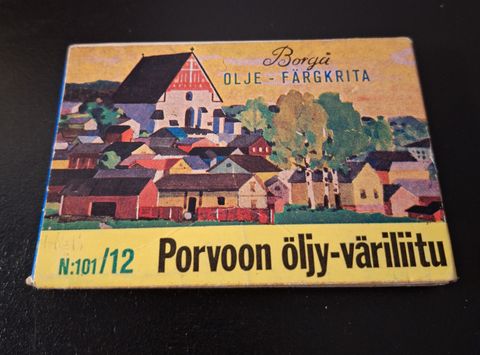 Borgå
OLJE - FÄRGKRITA
N:101/12 Porvoon öljy-väriliitu